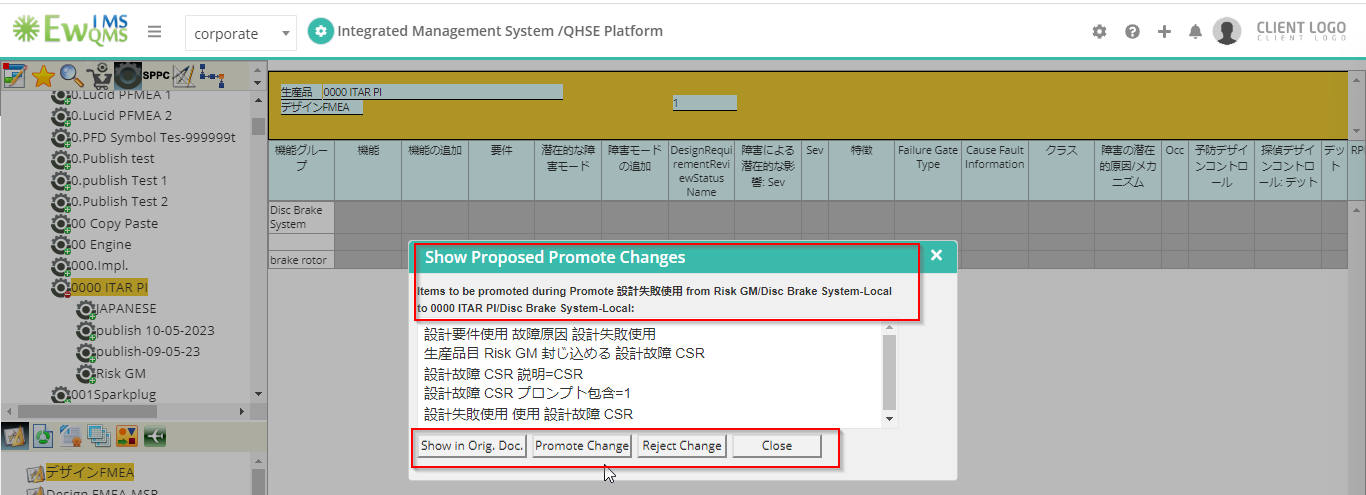 EwIMS
QMS
corporate
Integrated Management System /QHSE Platform
CLIENT LOGO
CLIENT LOGO
SPPC
0.Lucid PFMEA 1
0.Lucid PFMEA 2
0.PFD Symbol Tes-999999t
0.Publish test
0.publish Test 1
0.Publish Test 2
00 Copy Paste
00 Engine
000.Impl.
0000 ITAR PI
JAPANESE
publish 10-05-2023
publish-09-05-23
Risk GM
001Sparkplug
デザインFMEA
Design FMEA MSR
生産品 0000 ITAR PI
デザインFMEA
1
機能グループ
機能
機能の追加
要件
潜在的な障害モード
障害モードの追加
DesignRequirementReviewStatusName
障害による潜在的な影響: Sev
Sev
特徴
Failure Gate Type
Cause Fault Information
クラス
障害の潜在的原因/メカニズム
Occ
予防デザインコントロール
探偵デザインコントロール: デット
デット
RP
Disc Brake System
brake rotor
Show Proposed Promote Changes
Items to be promoted during Promote 設計失敗使用 from Risk GM/Disc Brake System-Local
to 0000 ITAR PI/Disc Brake System-Local:
設計要件使用 故障原因 設計失敗使用
生産品目 Risk GM 封じ込める 設計故障 CSR
設計故障 CSR 説明=CSR
設計故障 CSR プロンプト包含=1
設計失敗使用 使用 設計故障 CSR
Show in Orig. Doc.
Promote Change
Reject Change
Close